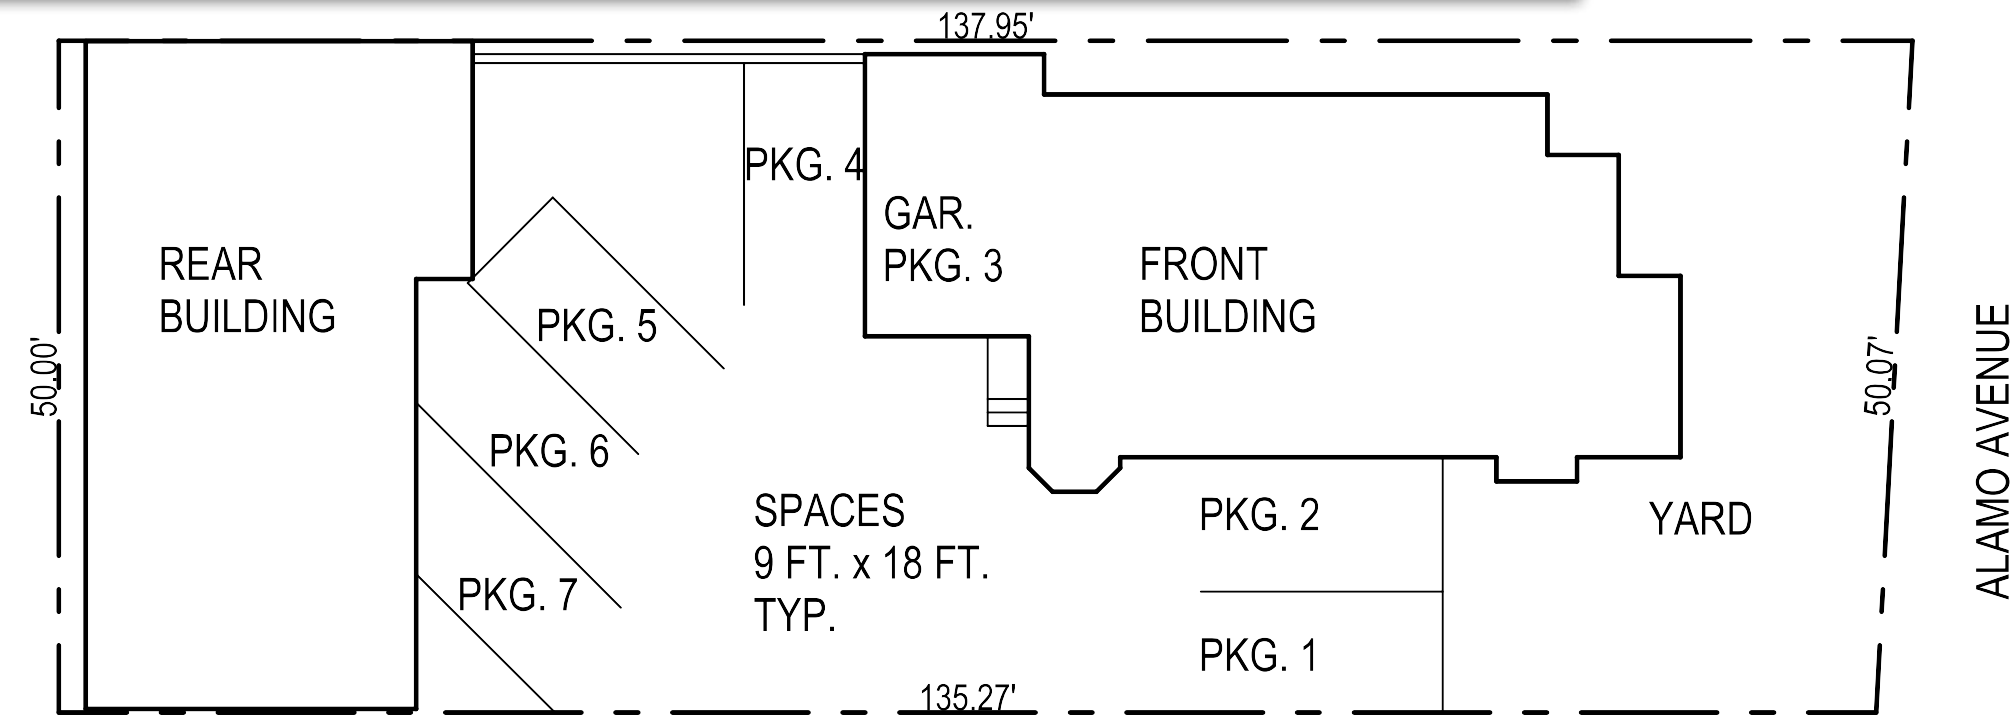 137.95'
PKG. 4
GAR.
PKG. 3
REAR
BUILDING
FRONT
BUILDING
PKG. 5
50.00'
50.07'
ALAMO AVENUE
PKG. 6
SPACES
9 FT. x 18 FT.
TYP.
PKG. 2
YARD
PKG. 7
PKG. 1
135.27'